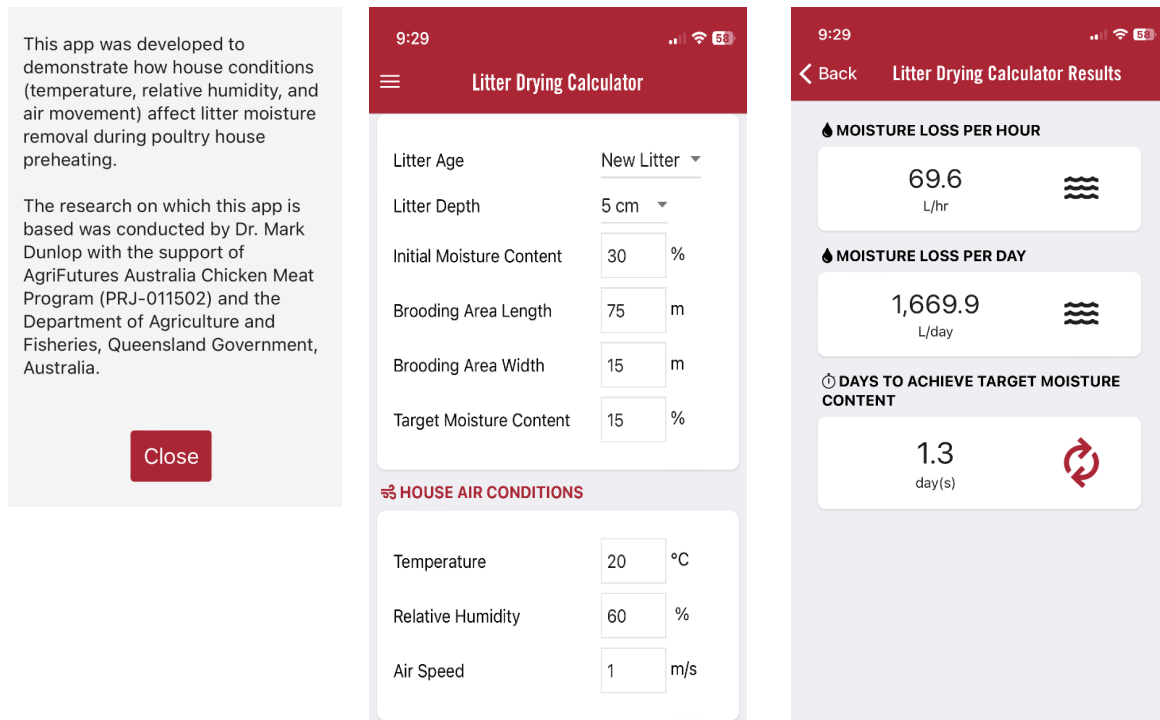 This app was developed to
demonstrate how house conditions
(temperature, relative humidity, and
air movement) affect litter moisture
removal during poultry house
preheating.
The research on which this app is
based was conducted by Dr. Mark
Dunlop with the support of
AgriFutures Australia Chicken Meat
Program (PRJ-011502) and the
Department of Agriculture and
Fisheries, Queensland Government,
Australia.
Close
9:29
58
Litter Drying Calculator
Litter Age New Litter
Litter Depth 5 cm
Initial Moisture Content 30 %
Brooding Area Length 75 m
Brooding Area Width 15 m
Target Moisture Content 15 %
HOUSE AIR CONDITIONS
Temperature 20 °C
Relative Humidity 60 %
Air Speed 1 m/s
9:29
58
Back Litter Drying Calculator Results
MOISTURE LOSS PER HOUR
69.6
L/hr
MOISTURE LOSS PER DAY
1,669.9
L/day
DAYS TO ACHIEVE TARGET MOISTURE
CONTENT
1.3
day(s)